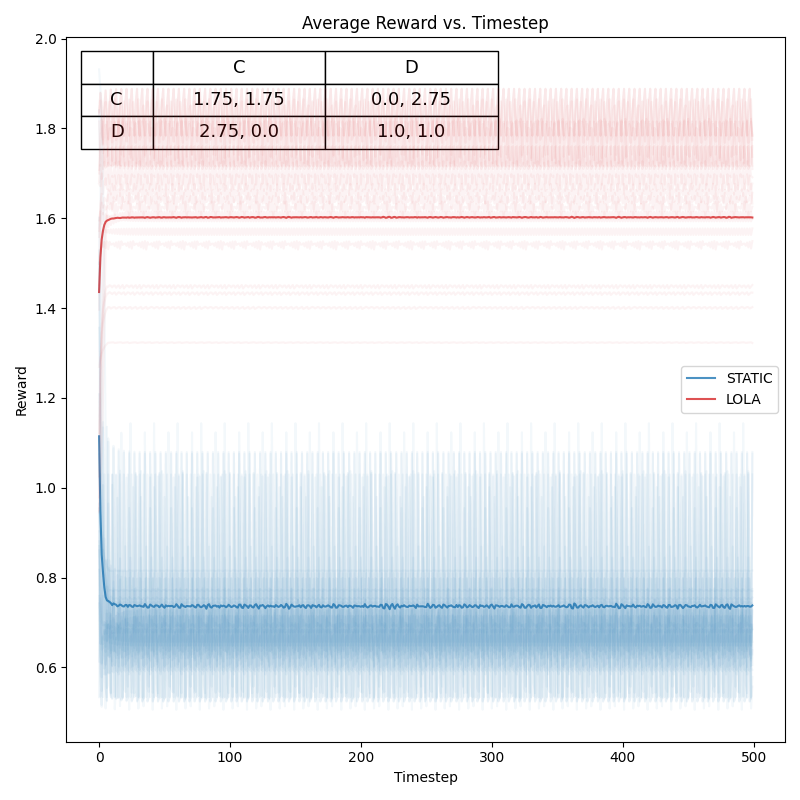 Average Reward vs. Timestep
C D
C 1.75, 1.75 0.0, 2.75
D 2.75, 0.0 1.0, 1.0
2.0
1.8
1.6
1.4
1.2
1.0
0.8
0.6
Reward
STATIC
LOLA
0 100 200 300 400 500
Timestep